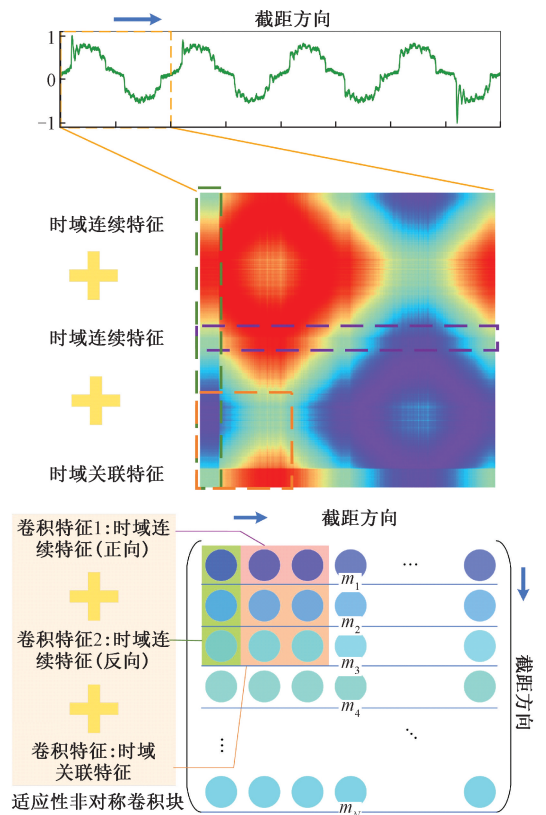 截距方向
1
0
−1
时域连续特征
时域连续特征
时域关联特征
截距方向
卷积特征1:时域连
续特征(正向)
卷积特征2:时域连
续特征(反向)
卷积特征:时域
关联特征
适应性非对称卷积块
m1
…
m2
m3
m4
⋮
⋱
截距方向